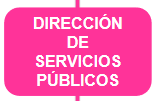 DIRECCIÓN
DE
SERVICIOS
PÚBLICOS